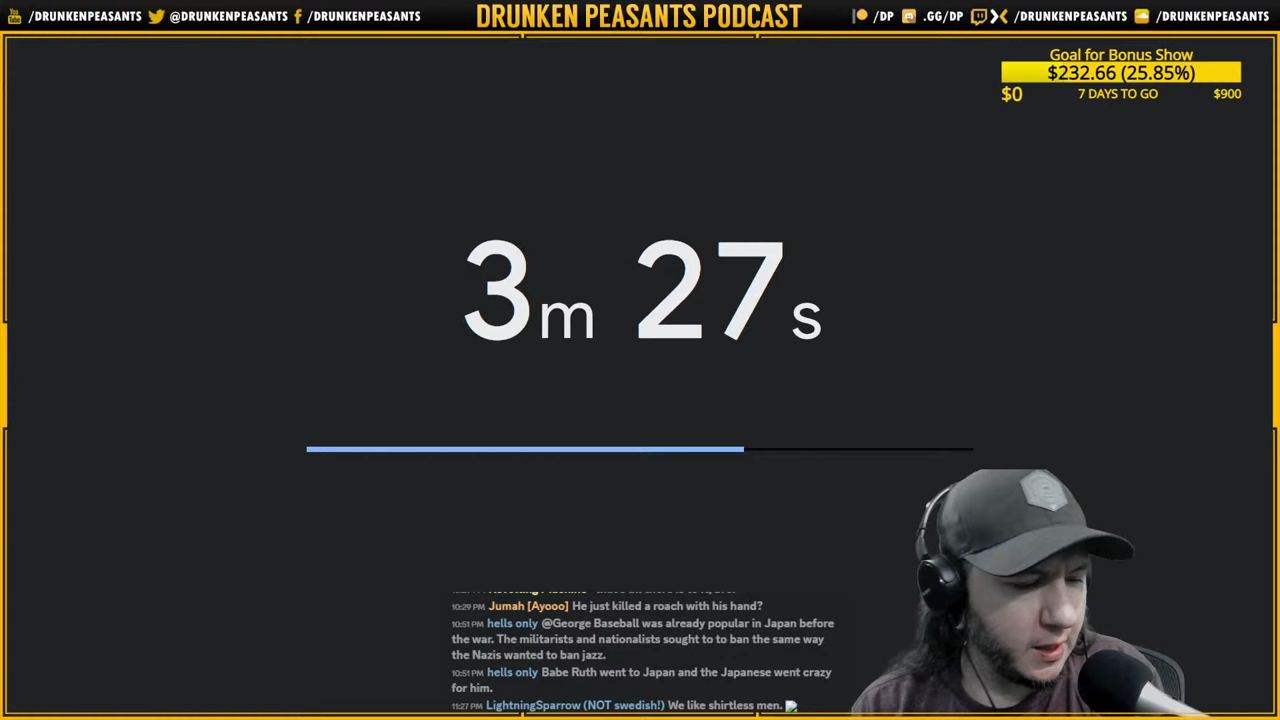 You Tube /DRUNKENPEASANTS @DRUNKENPEASANTS /DRUNKENPEASANTS DRUNKEN PEASANTS PODCAST /DP .GG/DP /DRUNKENPEASANTS /DRUNKENPEASANTS
Goal for Bonus Show
$232.66 (25.85%)
$0 7 DAYS TO GO $900
3m 27s
10:29 PM Jumah [Ayooo] He just killed a roach with his hand?
10:51 PM hells only @George Baseball was already popular in Japan before
the war. The militarists and nationalists sought to to ban the same way
the Nazis wanted to ban jazz.
10:51 PM hells only Babe Ruth went to Japan and the Japanese went crazy
for him.
11:27 PM LightningSparrow (NOT swedish!) We like shirtless men.